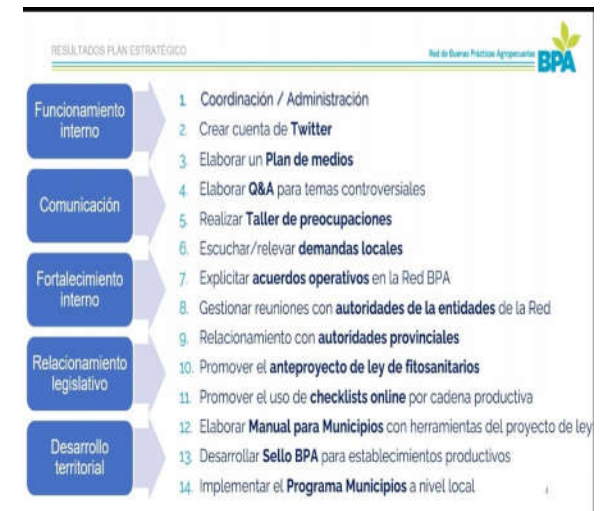 RESULTADOS PLAN ESTRATÉGICO
Red de Buenas Prácticas Agropecuarias
BPA
Funcionamiento
interno
Comunicación
Fortalecimiento
interno
Relacionamiento
legislativo
Desarrollo
territorial
1. Coordinación / Administración
2. Crear cuenta de Twitter
3. Elaborar un Plan de medios
4. Elaborar Q&A para temas controversiales
5. Realizar Taller de preocupaciones
6. Escuchar/relevar demandas locales
7. Explicitar acuerdos operativos en la Red BPA
8. Gestionar reuniones con autoridades de la entidades de la Red
9. Relacionamiento con autoridades provinciales
10. Promover el anteproyecto de ley de fitosanitarios
11. Promover el uso de checklists online por cadena productiva
12. Elaborar Manual para Municipios con herramientas del proyecto de ley
13. Desarrollar Sello BPA para establecimientos productivos
14. Implementar el Programa Municipios a nivel local